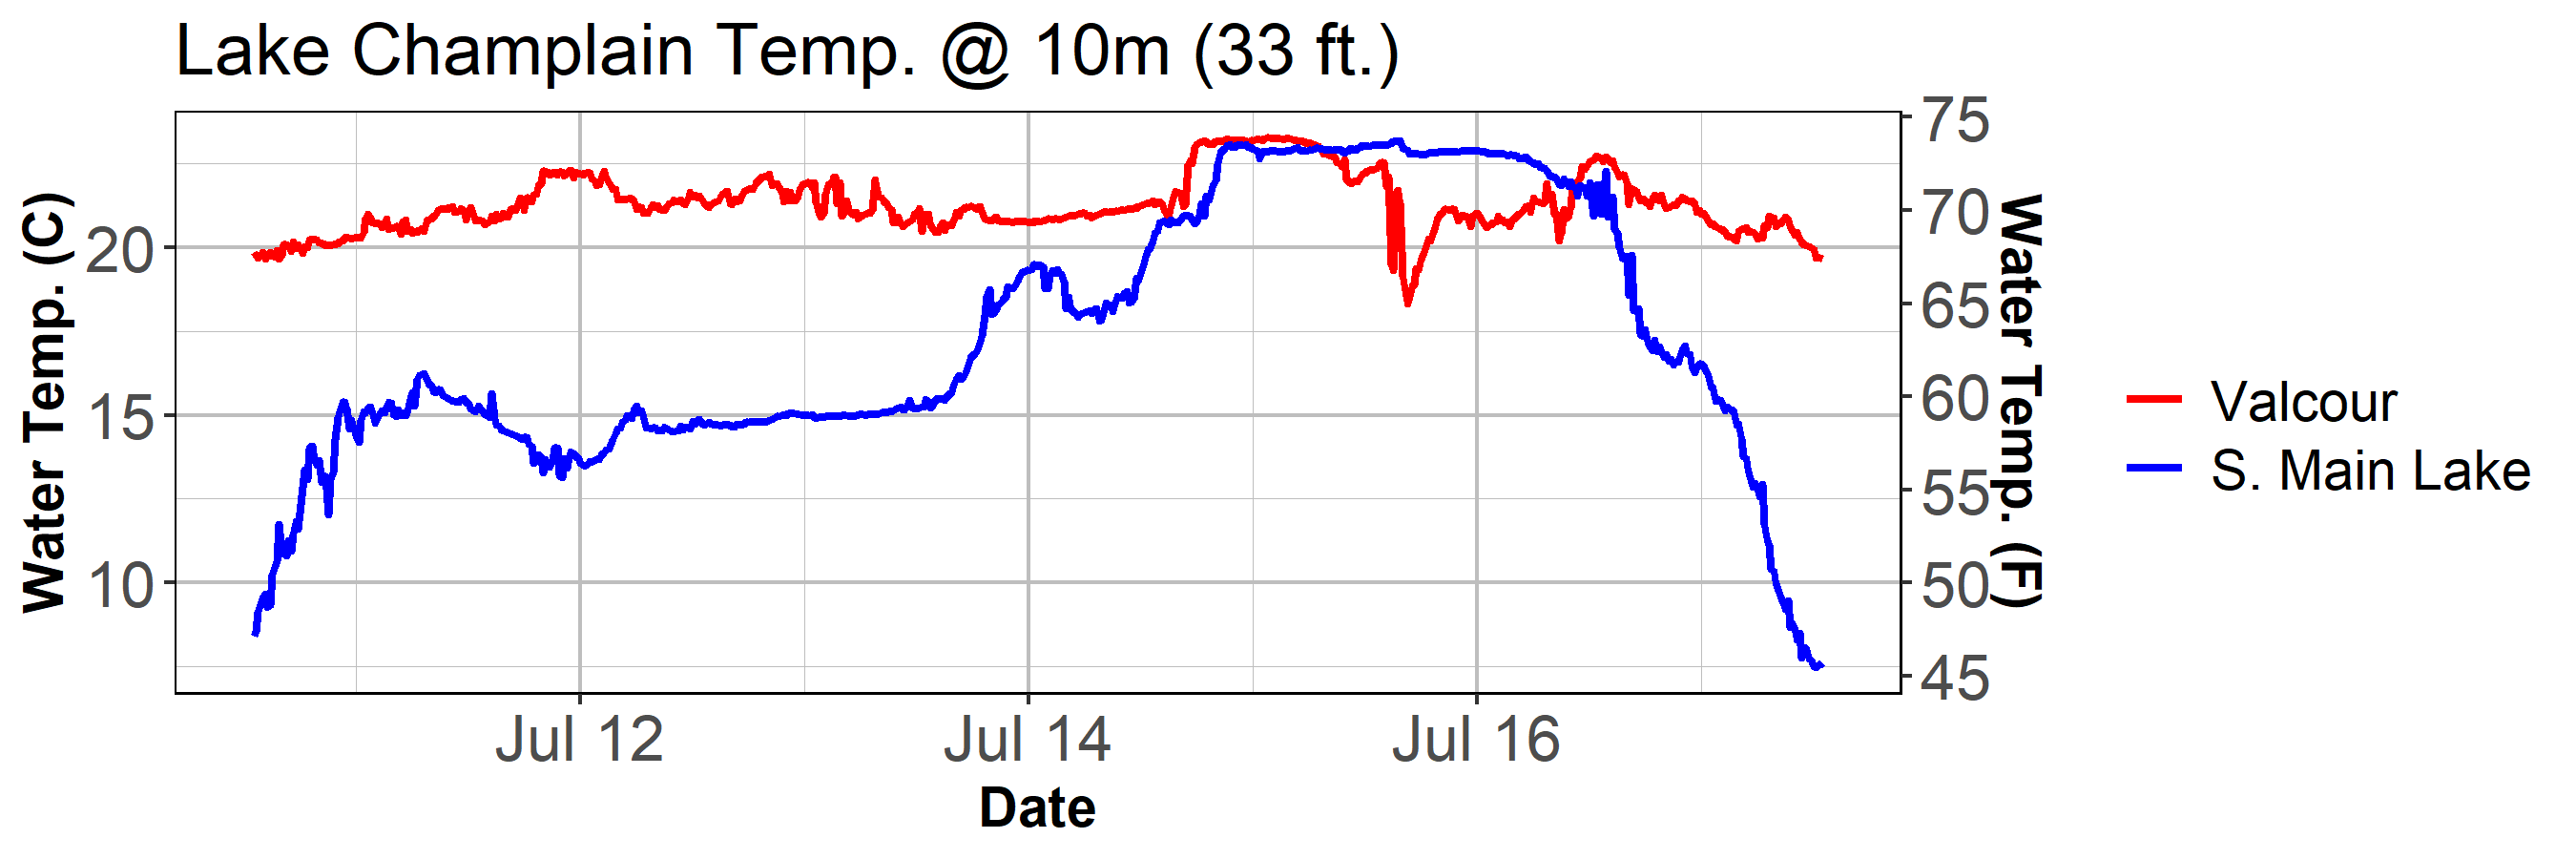 Lake Champlain Temp. @ 10m (33 ft.)
Water Temp. (C)
20
15
10
75
70
65
60
55
50
45
Water Temp. (F)
Jul 12
Jul 14
Jul 16
Date
Valcour
S. Main Lake